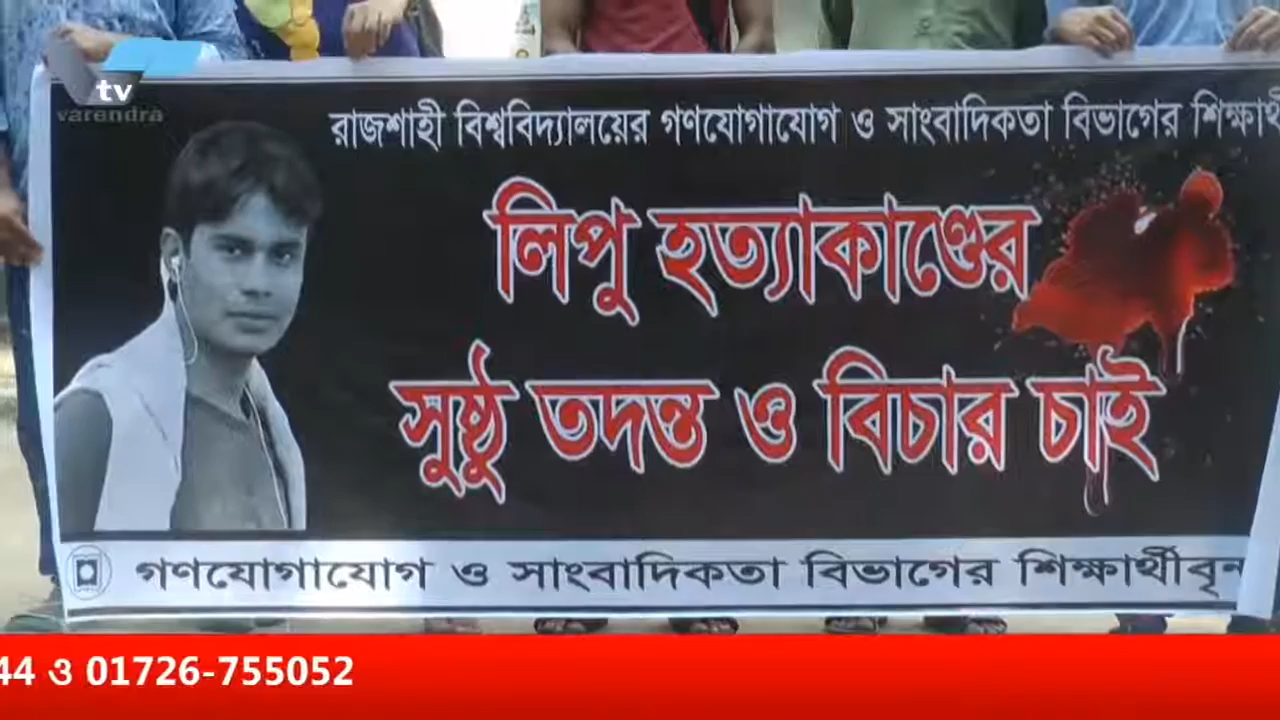 tv
varendra
রাজশাহী বিশ্ববিদ্যালয়ের গণযোগাযোগ ও সাংবাদিকতা বিভাগের
লিপু হত্যাকাণ্ডের
সুষ্ঠু তদন্ত ও বিচার চাই
গণযোগাযোগ ও সাংবাদিকতা বিভাগের
44 ও 01726-755052